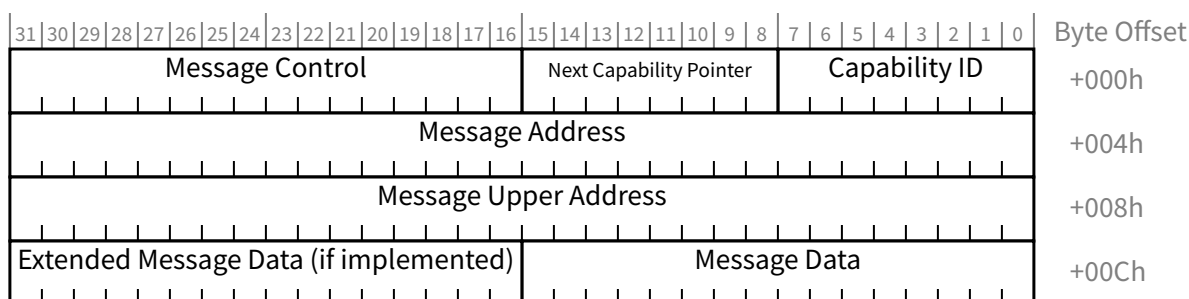 31 30 29 28 27 26 25 24 23 22 21 20 19 18 17 16 15 14 13 12 11 10 9 8 7 6 5 4 3 2 1 0 Byte Offset
Message Control Next Capability Pointer Capability ID +000h
Message Address +004h
Message Upper Address +008h
Extended Message Data (if implemented) Message Data +00Ch